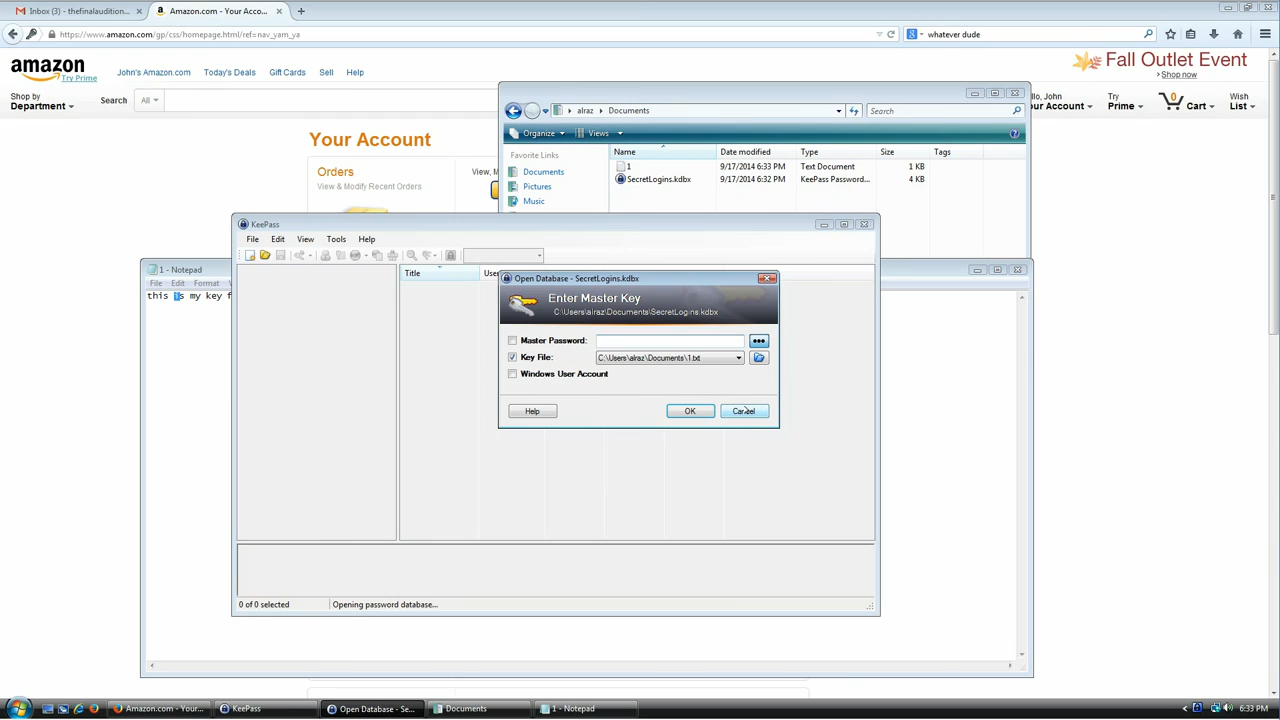 Inbox (3) - thefinalaudition...
Amazon.com - Your Acco...
https://www.amazon.com/gp/css/homepage.html/ref=nav_yam_ya
whatever dude
amazon
Try Prime
John's Amazon.com
Today's Deals
Gift Cards
Sell
Help
Fall Outlet Event
Shop now
Shop by
Department
Search
All
lo, John
our Account
Try
Prime
0
Cart
Wish
List
Your Account
Orders
View & Modify Recent Orders
View, M
alraz
Documents
Search
Organize
Views
Favorite Links
Documents
Pictures
Music
Name
Date modified
Type
Size
Tags
1
9/17/2014 6:33 PM
Text Document
1 KB
SecretLogins.kdbx
9/17/2014 6:32 PM
KeePass Password...
4 KB
KeePass
File
Edit
View
Tools
Help
Title
User
1 - Notepad
File
Edit
Format
this is my key f
Open Database - SecretLogins.kdbx
Enter Master Key
C:\Users\alraz\Documents\SecretLogins.kdbx
Master Password:
Key File:
C:\Users\alraz\Documents\1.txt
Windows User Account
Help
OK
Cancel
0 of 0 selected
Opening password database...
Amazon.com - Your...
KeePass
Open Database - Se...
Documents
1 - Notepad
6:33 PM